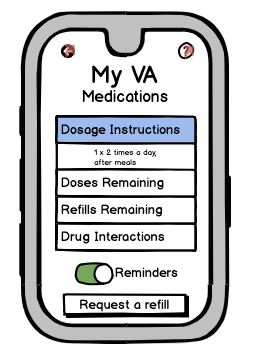 ?
My VA
Medications
Dosage Instructions
1 x 2 times a day,
after meals
Doses Remaining
Refills Remaining
Drug Interactions
Reminders
Request a refill